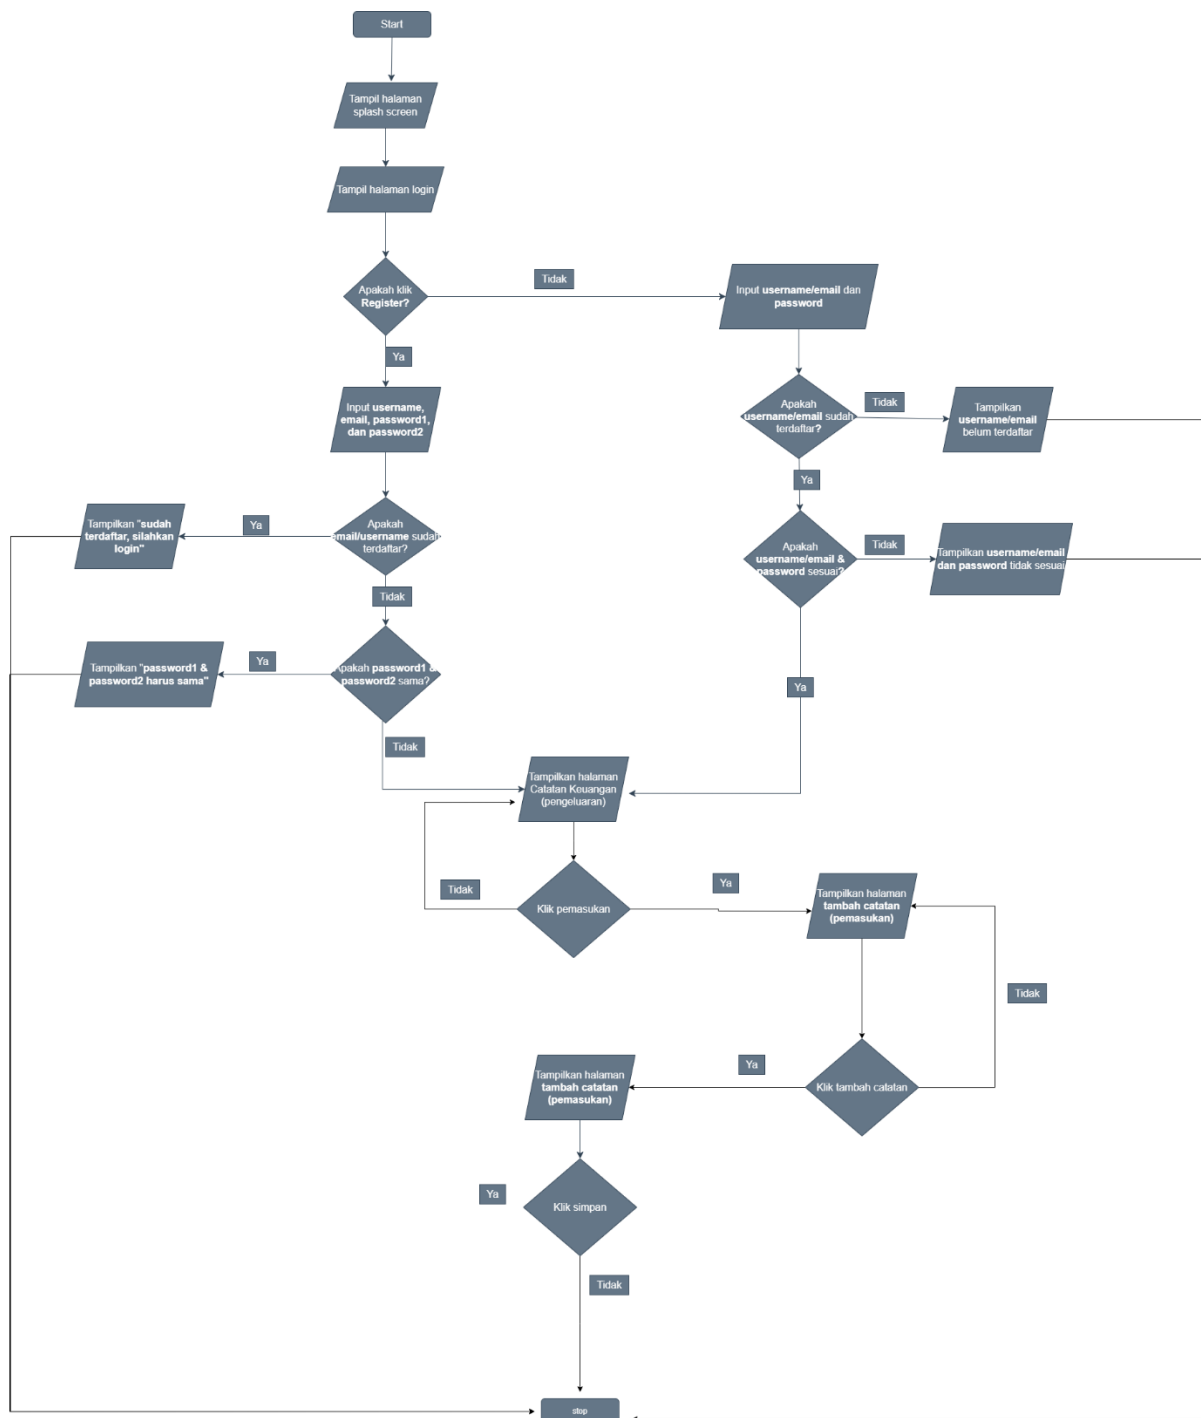 Start
Tampil halaman
splash screen
Tampil halaman login
Apakah klik
Register?
Tidak
Input username/email dan
password
Ya
Input username,
email, password1,
dan password2
Apakah
username/email sudah
terdaftar?
Tidak
Tampilkan
username/email
belum terdaftar
Ya
Tampilkan "sudah
terdaftar, silahkan
login"
Ya
Apakah
email/username sudah
terdaftar?
Apakah
username/email &
password sesuai?
Tidak
Tampilkan username/email
dan password tidak sesuai
Tidak
Tampilkan "password1 &
password2 harus sama"
Ya
Apakah password1 &
password2 sama?
Ya
Tidak
Tampilkan halaman
Catatan Keuangan
(pengeluaran)
Tidak
Klik pemasukan
Ya
Tampilkan halaman
tambah catatan
(pemasukan)
Tidak
Tampilkan halaman
tambah catatan
(pemasukan)
Ya
Klik tambah catatan
Ya
Klik simpan
Tidak
stop